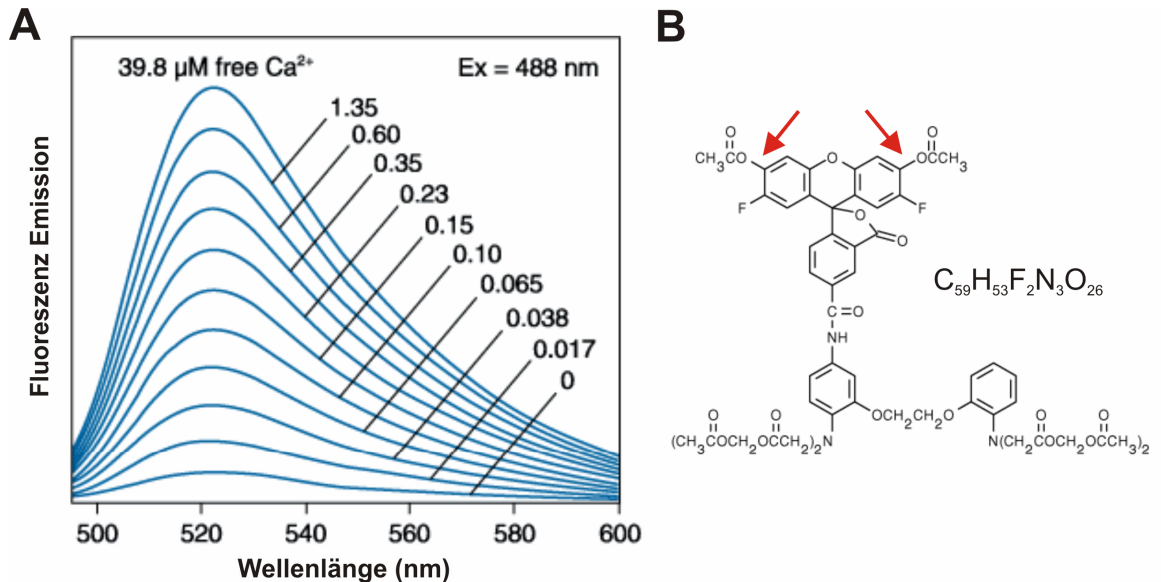 A
39.8 µM free Ca²⁺
Ex = 488 nm
1.35
0.60
0.35
0.23
0.15
0.10
0.065
0.038
0.017
0
Fluoreszenz Emission
500 520 540 560 580 600
Wellenlänge (nm)
B
O O
CH₃CO O OCCH₃
F O F
O
C=O
NH
C₅₉H₅₃F₂N₃O₂₆
OCH₂CH₂O
O O O O
(CH₃COCH₂OCCH₂)₂N N(CH₂COCH₂OCCH₃)₂